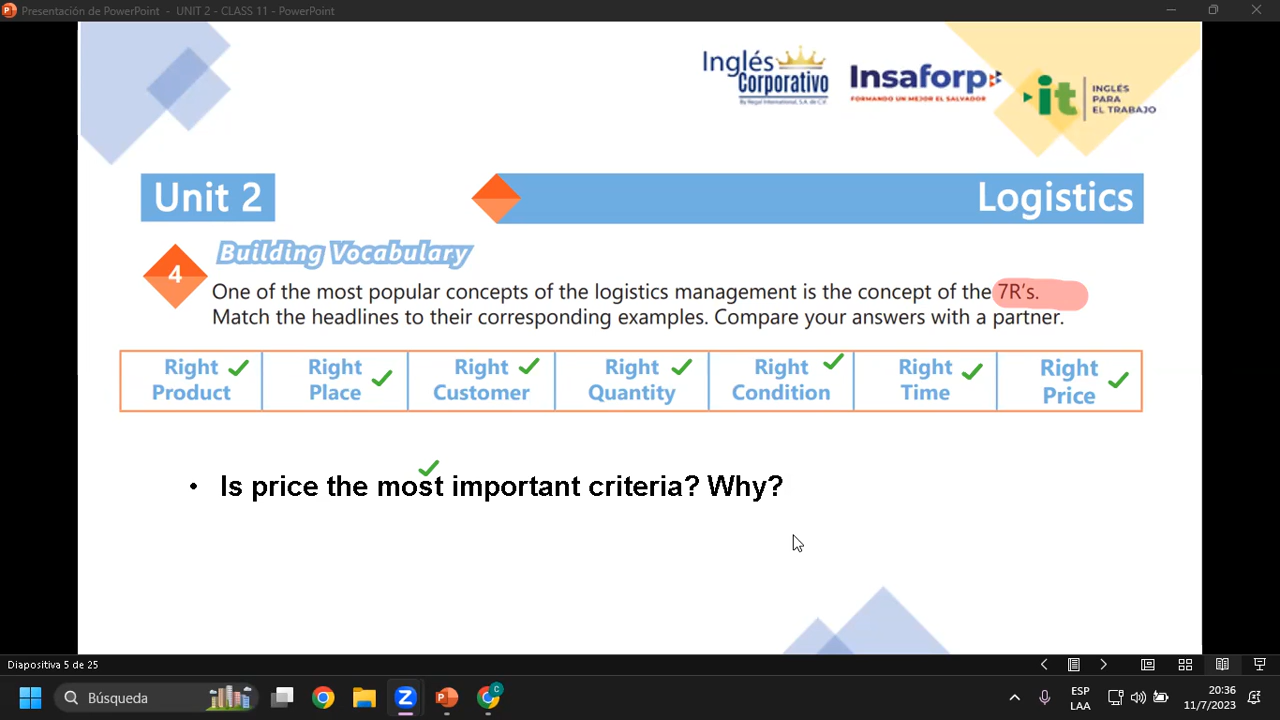 Presentación de PowerPoint - UNIT 2 - CLASS 11 - PowerPoint
Inglés
Corporativo
By Regal International, S.A. de C.V.
Insaforp
FORMANDO UN MEJOR EL SALVADOR
it
INGLÉS
PARA
EL TRABAJO
Unit 2
Logistics
Building Vocabulary
4
One of the most popular concepts of the logistics management is the concept of the 7R's.
Match the headlines to their corresponding examples. Compare your answers with a partner.
Right Product
Right Place
Right Customer
Right Quantity
Right Condition
Right Time
Right Price
• Is price the most important criteria? Why?
Diapositiva 5 de 25
Búsqueda
ESP
LAA
20:36
11/7/2023